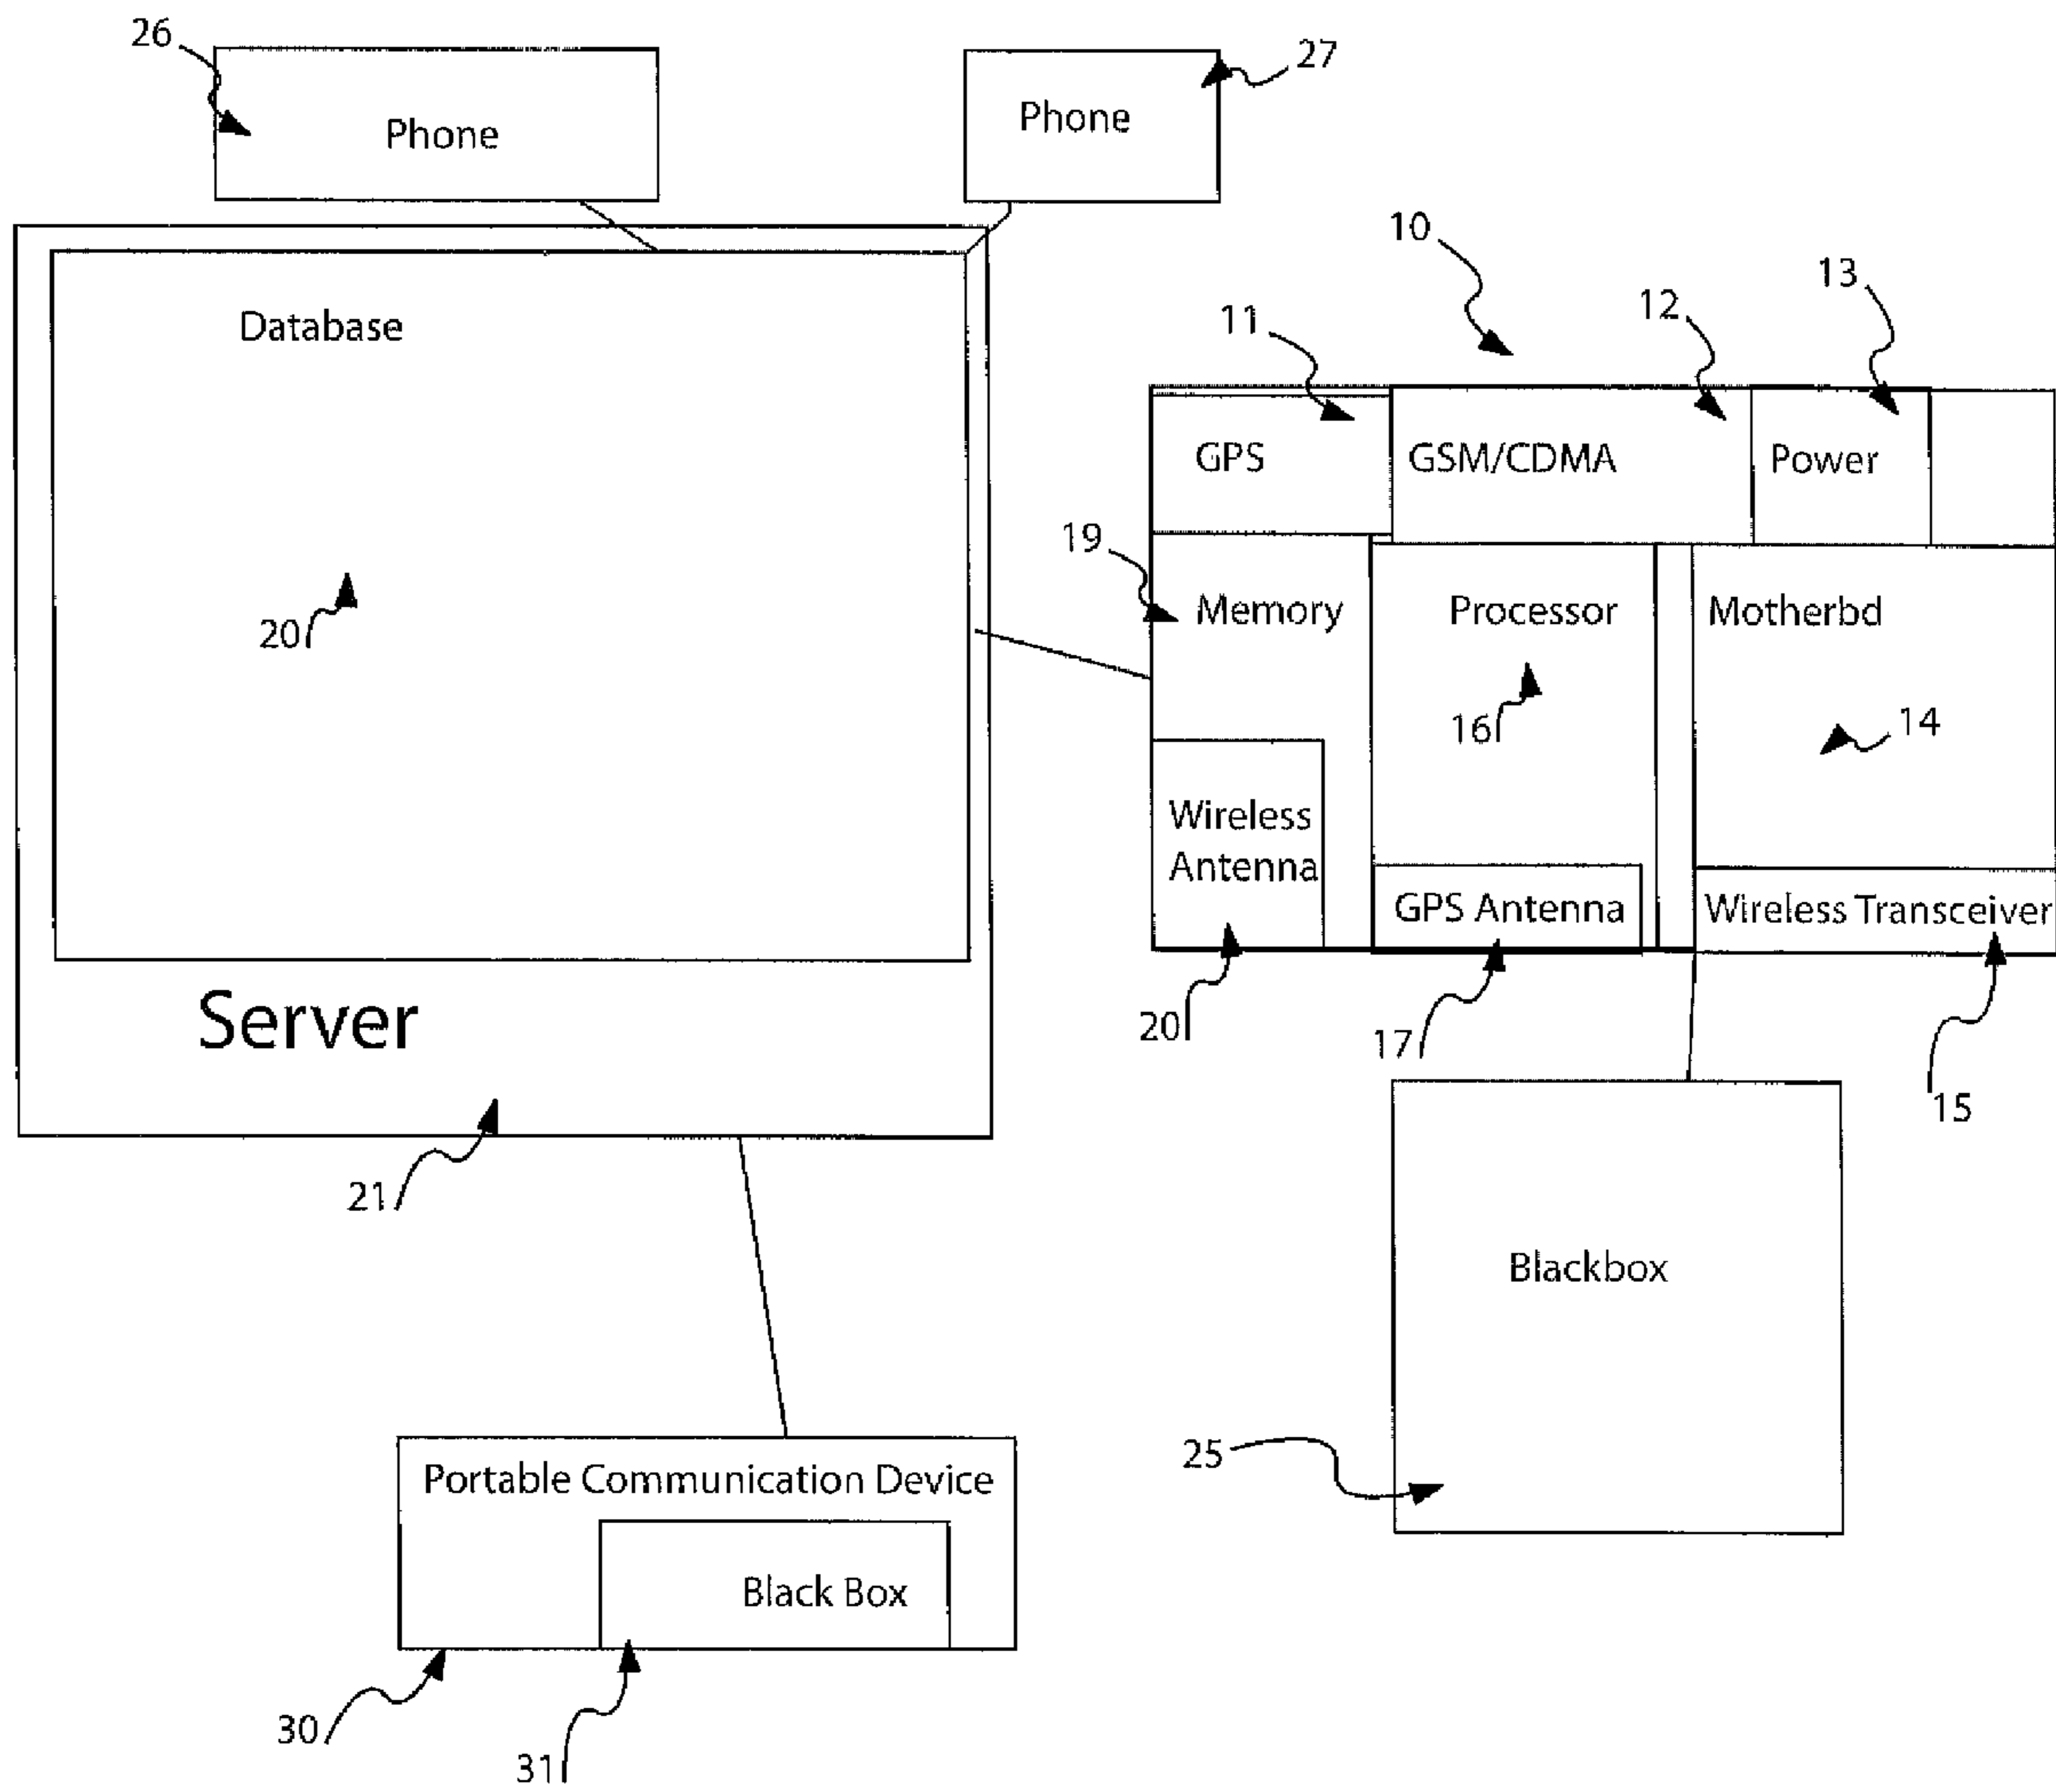 26
Phone
Phone
27
10
13
12
11
Database
GPS
GSM/CDMA
Power
19
20
Memory
Processor
Motherbd
16
14
Wireless
Antenna
GPS Antenna
Wireless Transceiver
Server
20
17
15
21
Blackbox
25
Portable Communication Device
Black Box
30
31